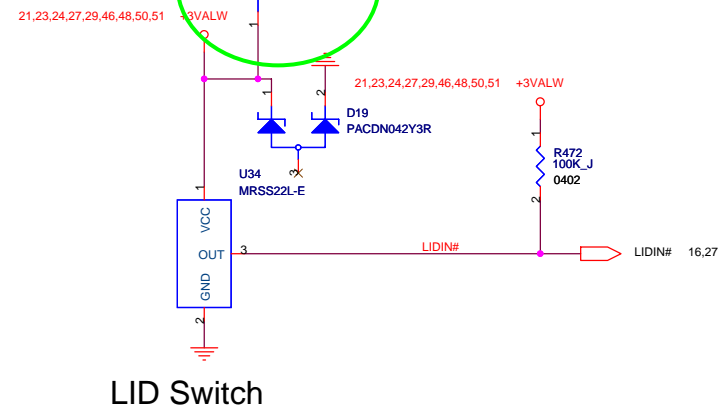 21,23,24,27,29,46,48,50,51 +3VALW
1
1
2
21,23,24,27,29,46,48,50,51 +3VALW
D19
PACDN042Y3R
1
3
U34
MRSS22L-E
R472
100K_J
0402
2
1
VCC
OUT
GND
3
LIDIN#
LIDIN# 16,27
2
LID Switch